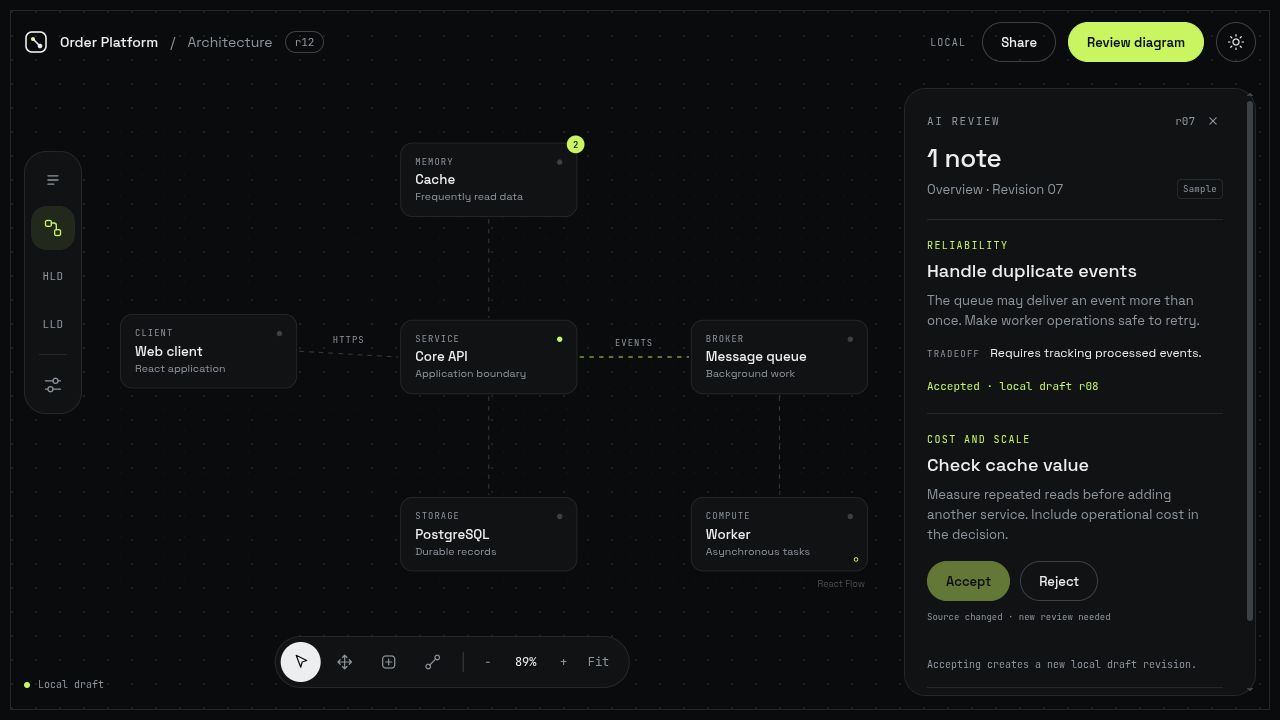 Order Platform / Architecture r12
LOCAL Share Review diagram
HLD
LLD
MEMORY
Cache
Frequently read data
2
CLIENT
Web client
React application
HTTPS
SERVICE
Core API
Application boundary
EVENTS
BROKER
Message queue
Background work
STORAGE
PostgreSQL
Durable records
COMPUTE
Worker
Asynchronous tasks
React Flow
- 89% + Fit
Local draft
AI REVIEW r07
1 note
Overview · Revision 07 Sample
RELIABILITY
Handle duplicate events
The queue may deliver an event more than
once. Make worker operations safe to retry.
TRADEOFF Requires tracking processed events.
Accepted · local draft r08
COST AND SCALE
Check cache value
Measure repeated reads before adding
another service. Include operational cost in
the decision.
Accept Reject
Source changed · new review needed
Accepting creates a new local draft revision.